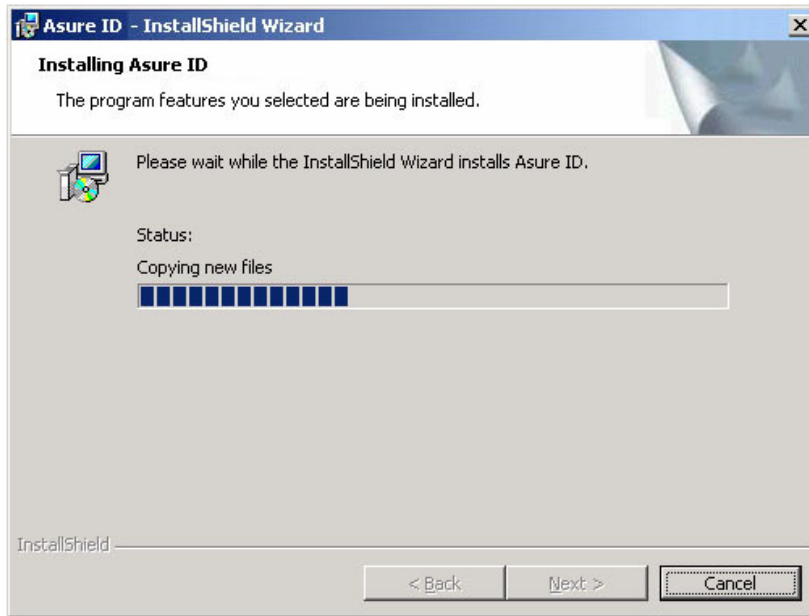 Asure ID - InstallShield Wizard
Installing Asure ID
The program features you selected are being installed.
Please wait while the InstallShield Wizard installs Asure ID.
Status:
Copying new files
InstallShield
< Back Next > Cancel